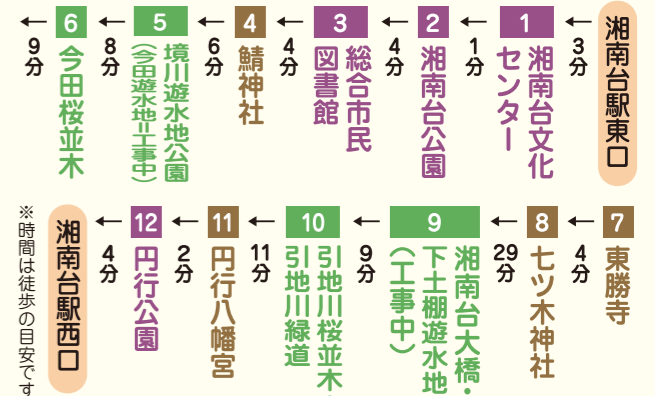 湘南台駅東口
3分
1
湘南台文化
センター
1分
2
湘南台公園
4分
3
総合市民
図書館
4分
4
鯖神社
6分
5
境川遊水地公園
(今田遊水地=工事中)
8分
6
今田桜並木
9分
7
東勝寺
4分
8
七ツ木神社
29分
9
湘南台大橋・
下土棚遊水地
(工事中)
9分
10
引地川桜並木・
引地川緑道
11分
11
円行八幡宮
2分
12
円行公園
4分
湘南台駅西口
※時間は徒歩の目安です